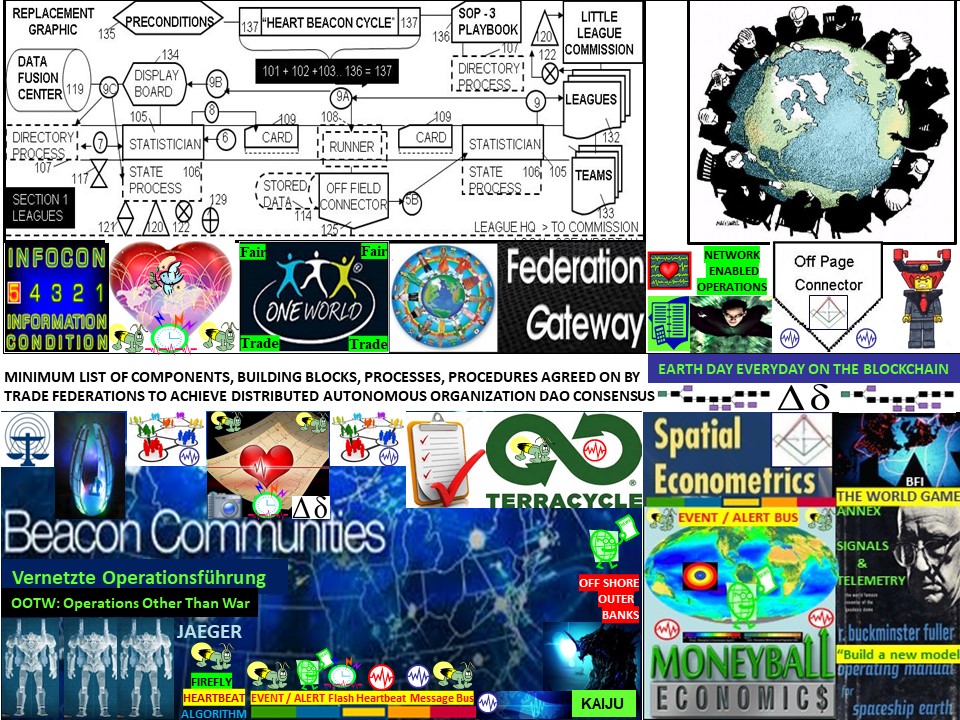 REPLACEMENT
GRAPHIC
135
PRECONDITIONS
137
"HEART BEACON CYCLE"
137
101 + 102 +103.. 136 = 137
SOP - 3
PLAYBOOK
136
107
120
122
LITTLE
LEAGUE
COMMISSION
DIRECTORY
PROCESS
DATA
FUSION
CENTER
119
9C
134
DISPLAY
BOARD
9B
9A
9
LEAGUES
132
105
8
109
108
109
DIRECTORY
PROCESS
107
7
STATISTICIAN
6
CARD
RUNNER
CARD
STATISTICIAN
117
STATE
PROCESS
106
STORED
DATA
114
OFF FIELD
CONNECTOR
125
5B
STATE
PROCESS
106
105
TEAMS
133
SECTION 1
LEAGUES
121
120
122
129
LEAGUE HQ > TO COMMISSION
INFOCON
5 4 3 2 1
INFORMATION
CONDITION
Fair
Fair
ONE WORLD
®
Trade
Trade
Federation
Gateway
NETWORK
ENABLED
OPERATIONS
Off Page
Connector
MINIMUM LIST OF COMPONENTS, BUILDING BLOCKS, PROCESSES, PROCEDURES AGREED ON BY
TRADE FEDERATIONS TO ACHIEVE DISTRIBUTED AUTONOMOUS ORGANIZATION DAO CONSENSUS
EARTH DAY EVERYDAY ON THE BLOCKCHAIN
Δδ
Δδ
TERRACYCLE
Spatial
Econometrics
BFI
THE WORLD GAME
ANNEX
SIGNALS
&
TELEMETRY
r. buckminster fuller
"Build a new model
operating manual
for
spaceship earth
Beacon Communities
Vernetzte Operationsführung
OOTW: Operations Other Than War
JAEGER
FIREFLY
HEARTBEAT
ALGORITHM
EVENT / ALERT Flash Heartbeat Message Bus
OFF SHORE
OUTER
BANKS
KAIJU
EVENT / ALERT BUS
MONEYBALL
ECONOMIC$